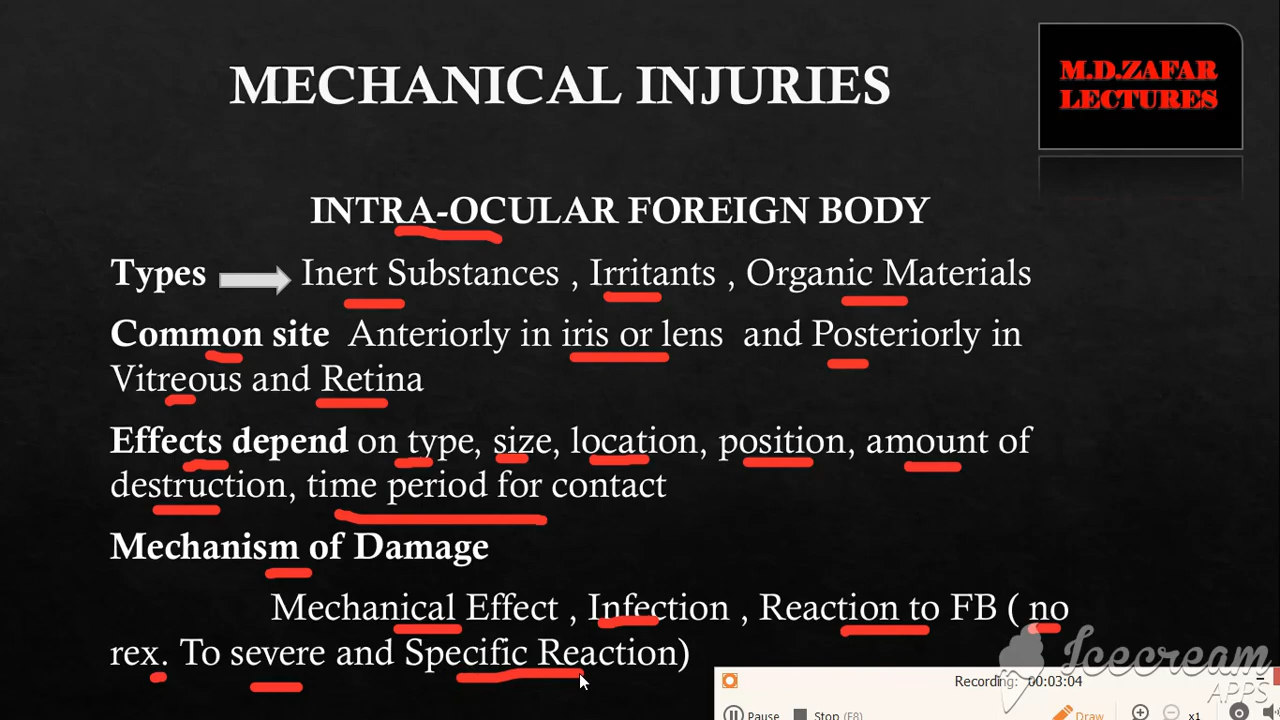 MECHANICAL INJURIES
M.D.ZAFAR
LECTURES
INTRA-OCULAR FOREIGN BODY
Types Inert Substances , Irritants , Organic Materials
Common site Anteriorly in iris or lens and Posteriorly in
Vitreous and Retina
Effects depend on type, size, location, position, amount of
destruction, time period for contact
Mechanism of Damage
Mechanical Effect , Infection , Reaction to FB ( no
rex. To severe and Specific Reaction)
Icecream
APPS
Recording: 00:03:04
Pause Stop (F8) Draw x1